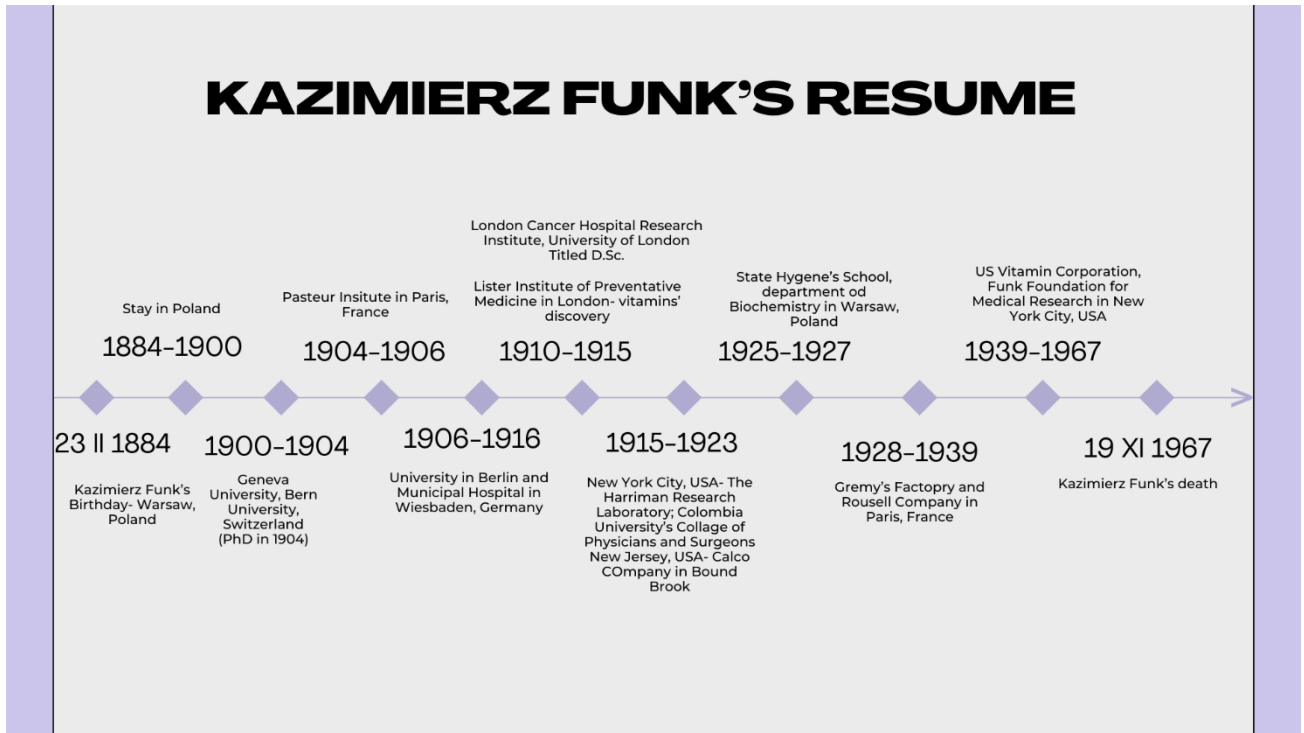 KAZIMIERZ FUNK'S RESUME
23 II 1884
Kazimierz Funk's
Birthday- Warsaw,
Poland
Stay in Poland
1884-1900
1900-1904
Geneva
University, Bern
University,
Switzerland
(PhD in 1904)
Pasteur Insitute in Paris,
France
1904-1906
1906-1916
University in Berlin and
Municipal Hospital in
Wiesbaden, Germany
London Cancer Hospital Research
Institute, University of London
Titled D.Sc.
Lister Institute of Preventative
Medicine in London- vitamins'
discovery
1910-1915
1915-1923
New York City, USA- The
Harriman Research
Laboratory; Colombia
University's Collage of
Physicians and Surgeons
New Jersey, USA- Calco
COmpany in Bound
Brook
State Hygene's School,
department od
Biochemistry in Warsaw,
Poland
1925-1927
1928-1939
Gremy's Factopry and
Rousell Company in
Paris, France
US Vitamin Corporation,
Funk Foundation for
Medical Research in New
York City, USA
1939-1967
19 XI 1967
Kazimierz Funk's death